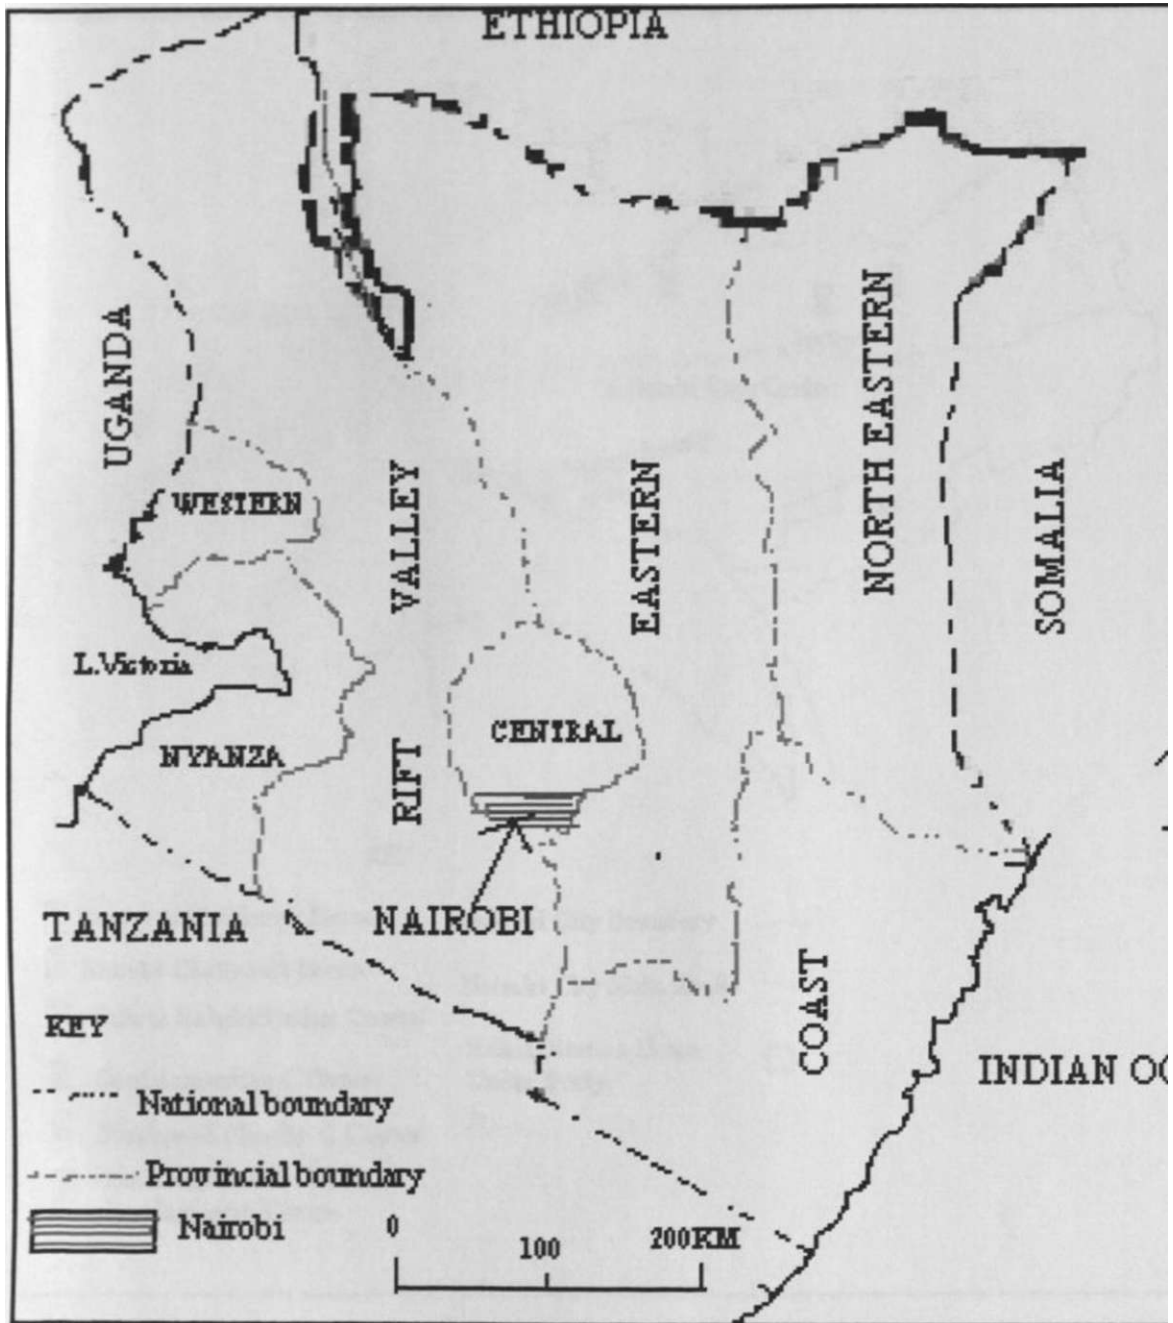 ETHIOPIA
UGANDA
WESTERN
VALLEY
EASTERN
NORTH EASTERN
SOMALIA
L.Victoria
NYANZA
RIFT
CENTRAL
TANZANIA
NAIROBI
COAST
INDIAN OC
KEY
National boundary
Provincial boundary
Nairobi
0
100
200KM